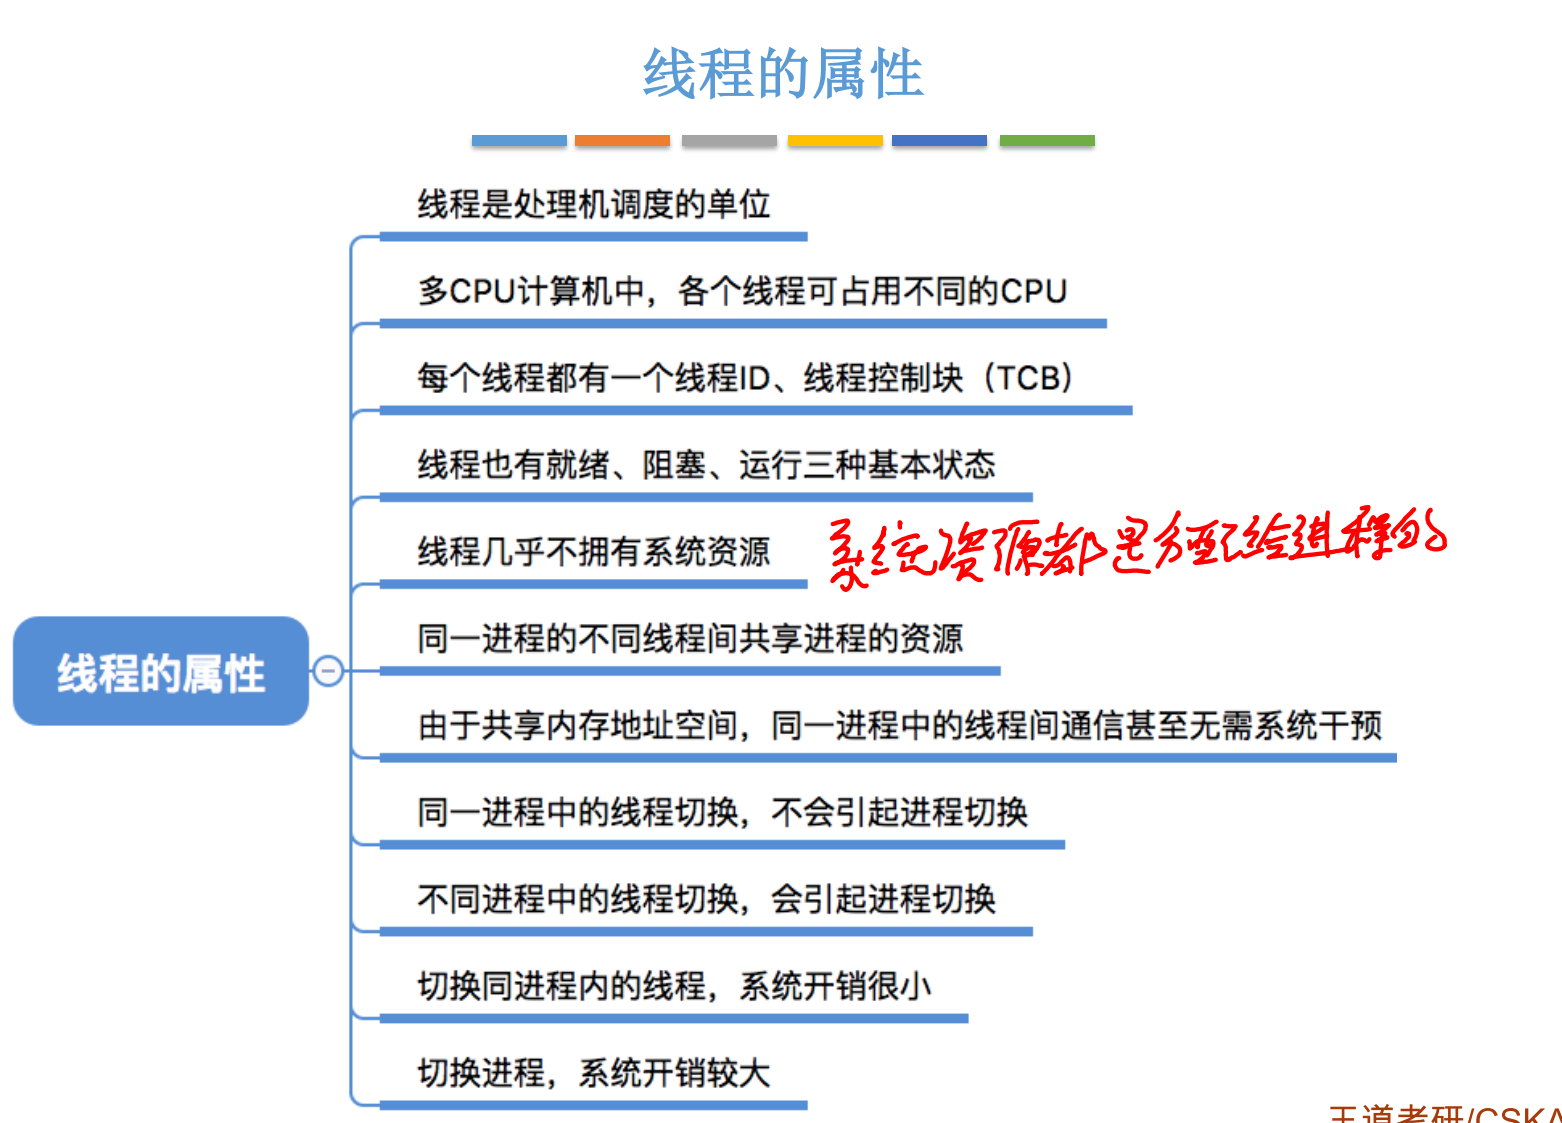 线程的属性
线程是处理机调度的单位
多CPU计算机中，各个线程可占用不同的CPU
每个线程都有一个线程ID、线程控制块（TCB）
线程也有就绪、阻塞、运行三种基本状态
线程几乎不拥有系统资源 系统资源都是分配给进程的
同一进程的不同线程间共享进程的资源
线程的属性
由于共享内存地址空间，同一进程中的线程间通信甚至无需系统干预
同一进程中的线程切换，不会引起进程切换
不同进程中的线程切换，会引起进程切换
切换同进程内的线程，系统开销很小
切换进程，系统开销较大
王道考研/CSKA